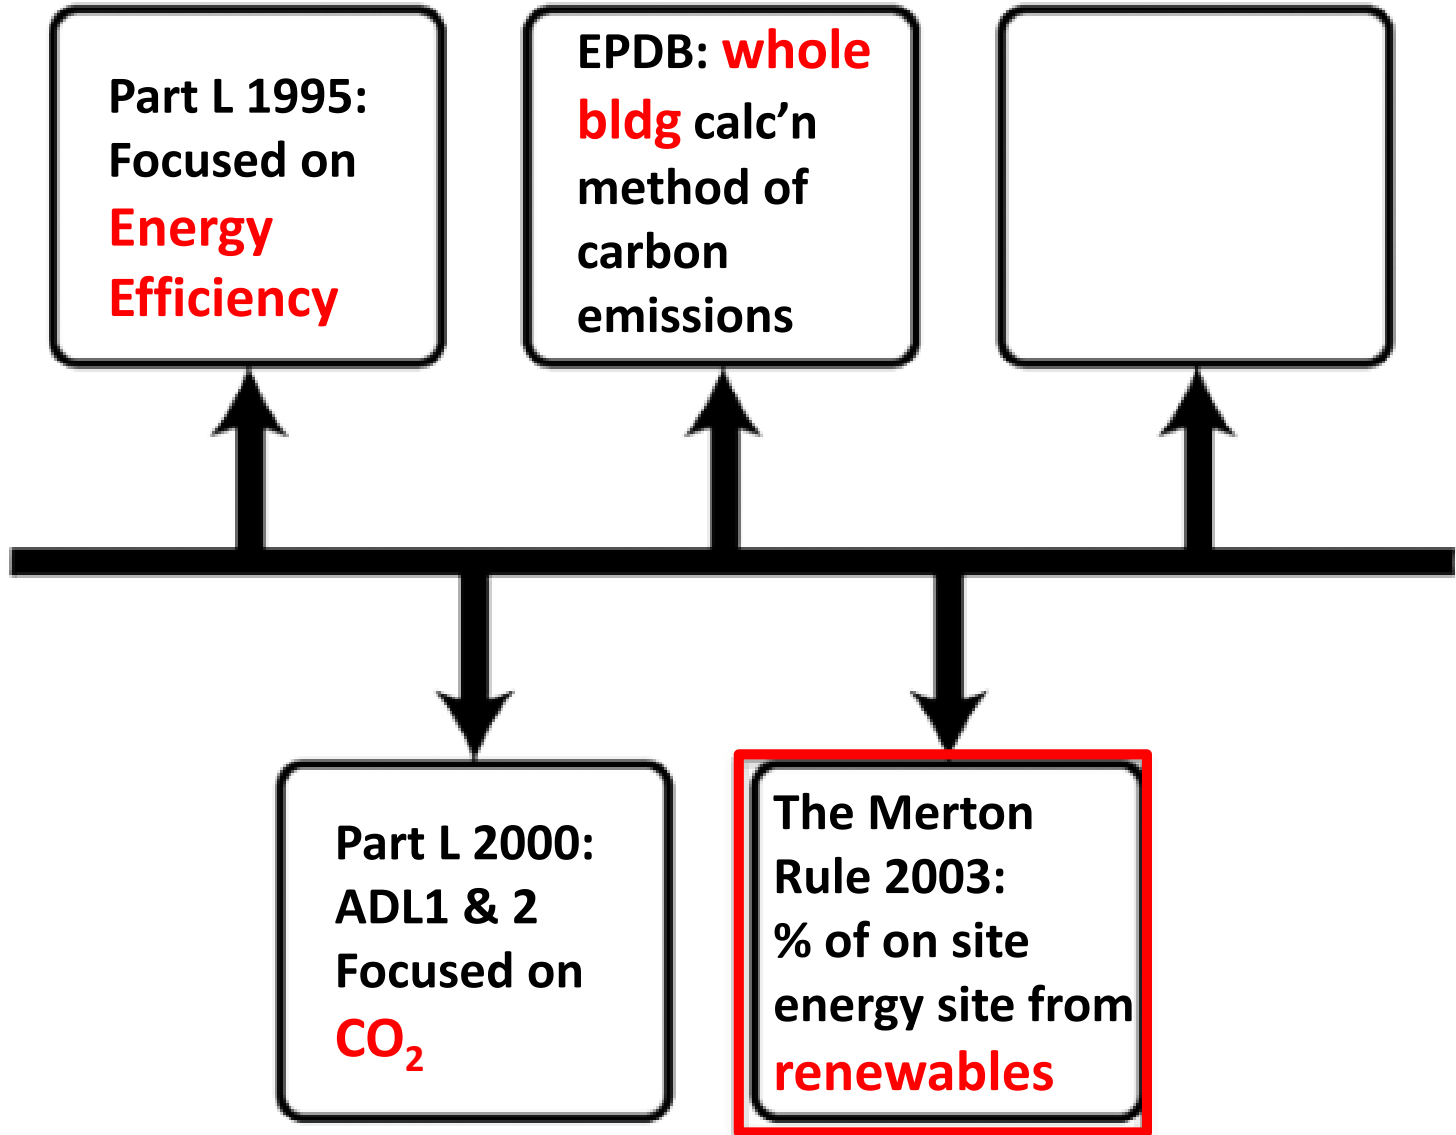 Part L 1995:
Focused on
Energy
Efficiency
EPDB: whole
bldg calc’n
method of
carbon
emissions
Part L 2000:
ADL1 & 2
Focused on
CO₂
The Merton
Rule 2003:
% of on site
energy site from
renewables